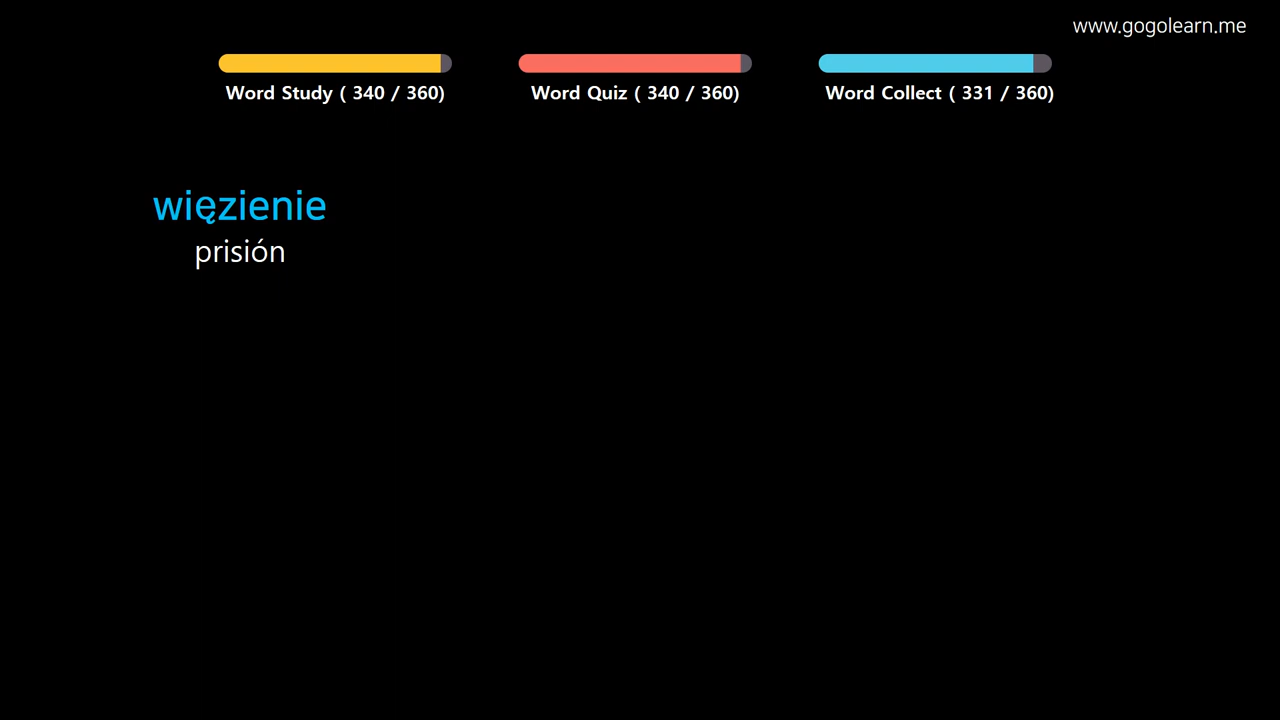 www.gogolearn.me
Word Study ( 340 / 360)
Word Quiz ( 340 / 360)
Word Collect ( 331 / 360)
więzienie
prisión